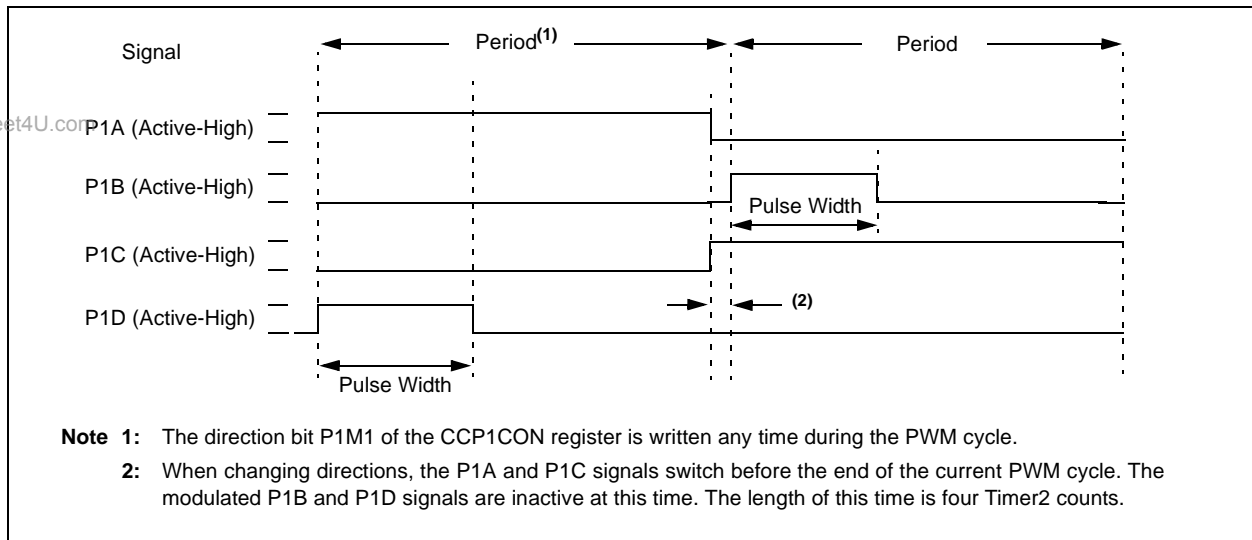 Signal
Period(1)
Period
eet4U.com
P1A (Active-High)
P1B (Active-High)
Pulse Width
P1C (Active-High)
(2)
P1D (Active-High)
Pulse Width
Note 1: The direction bit P1M1 of the CCP1CON register is written any time during the PWM cycle.
2: When changing directions, the P1A and P1C signals switch before the end of the current PWM cycle. The
modulated P1B and P1D signals are inactive at this time. The length of this time is four Timer2 counts.